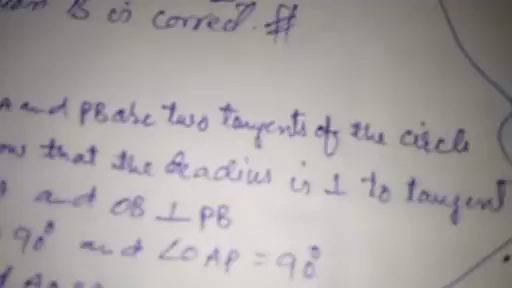 B is correct. #
A and PB are two tangents of the circle
that the readius is ⊥ to tangent
and OB ⊥ PB
90° and ∠OAP = 90°